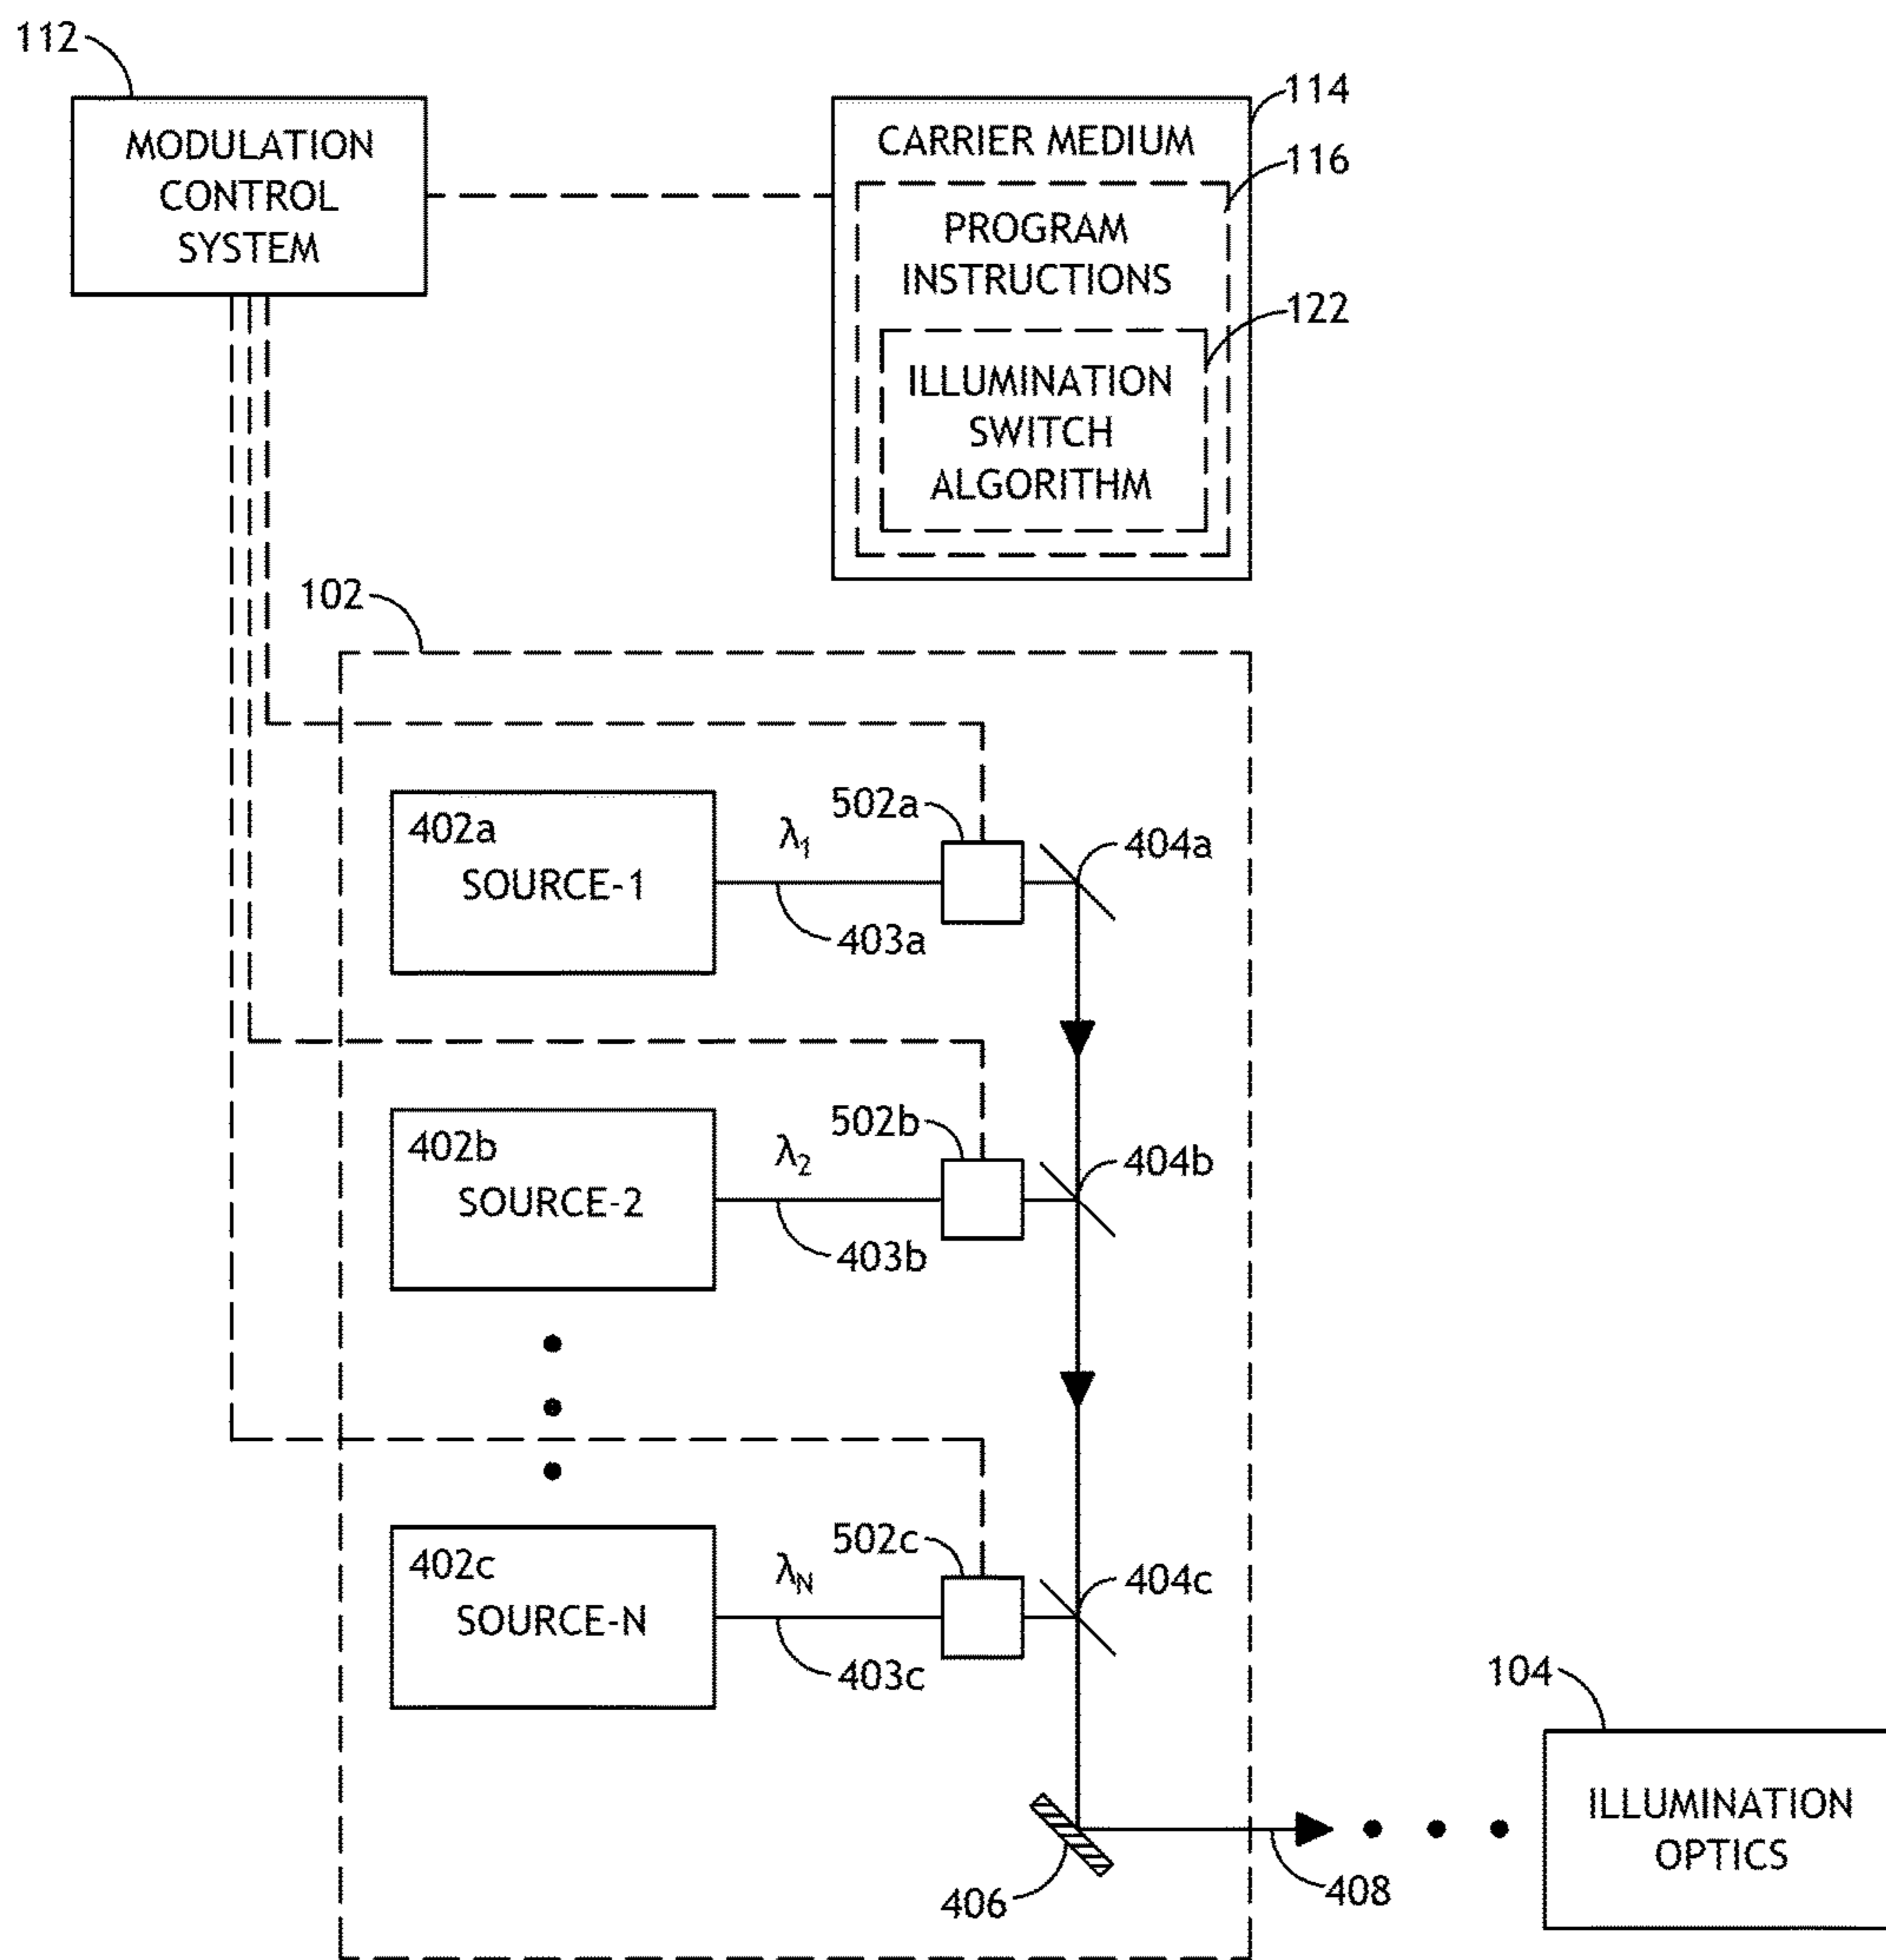 112
MODULATION
CONTROL
SYSTEM
114
CARRIER MEDIUM
116
PROGRAM
INSTRUCTIONS
122
ILLUMINATION
SWITCH
ALGORITHM
102
402a
SOURCE-1
λ1
403a
502a
404a
402b
SOURCE-2
λ2
403b
502b
404b
402c
SOURCE-N
λN
403c
502c
404c
406
408
104
ILLUMINATION
OPTICS